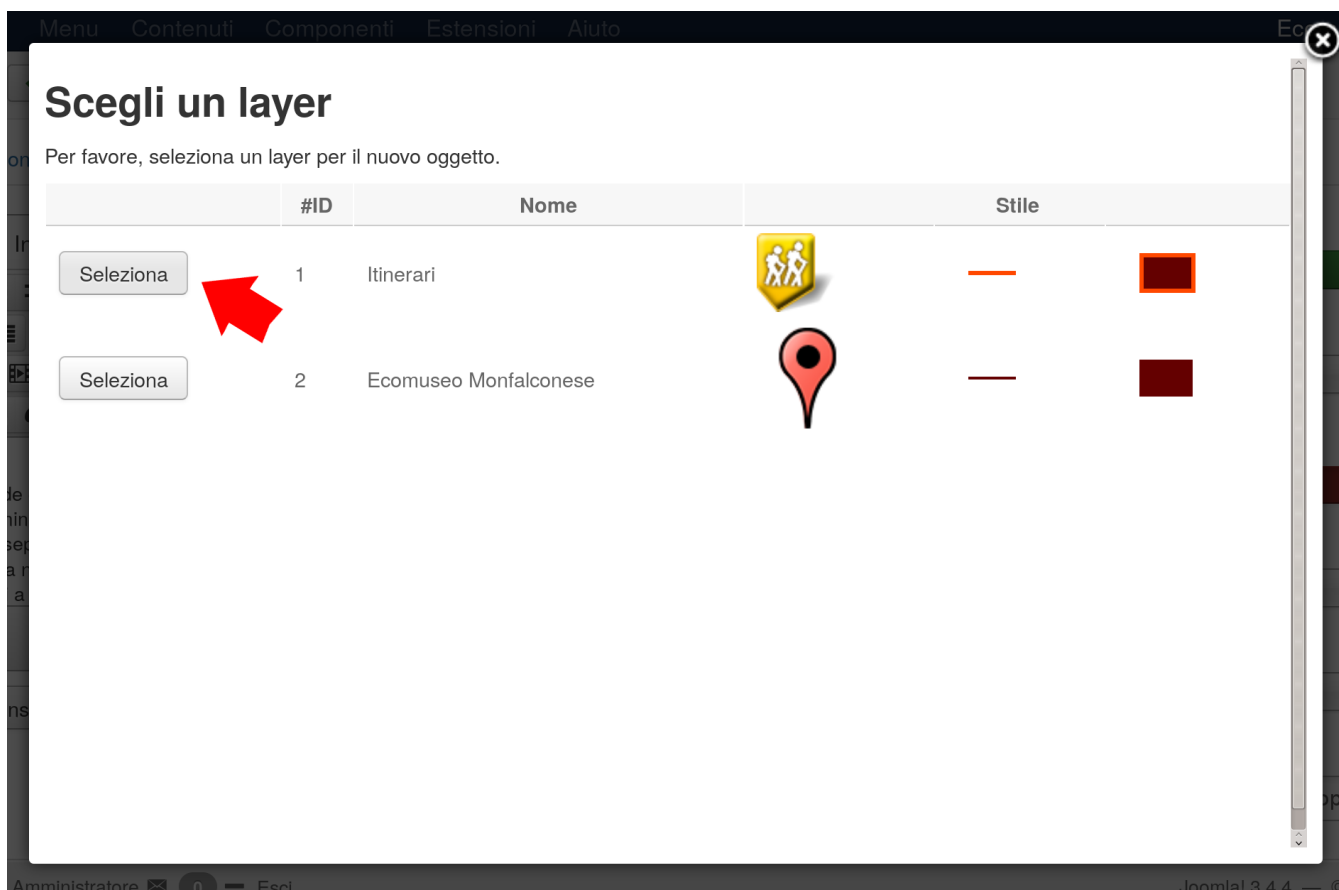 Menu Contenuti Componenti Estensioni Aiuto
Scegli un layer
Per favore, seleziona un layer per il nuovo oggetto.
#ID Nome Stile
Seleziona 1 Itinerari
Seleziona 2 Ecomuseo Monfalconese
Amministratore 0 Esci Joomla! 3.4.4 —